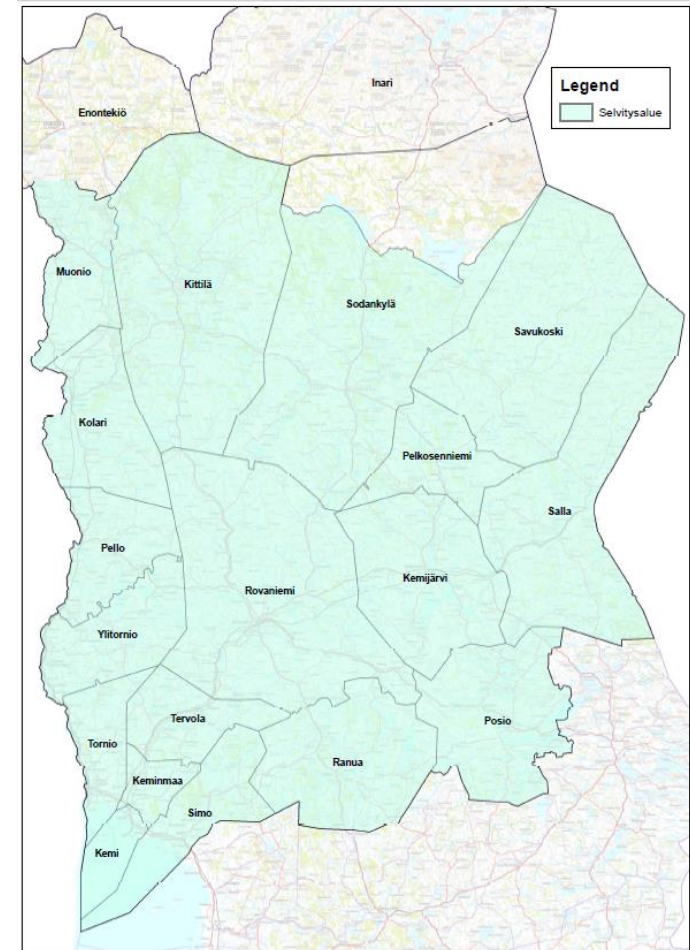 Inari
Legend
Selvitysalue
Enontekiö
Muonio
Kittilä
Sodankylä
Savukoski
Kolari
Pelkosenniemi
Salla
Pello
Kemijärvi
Rovaniemi
Ylitornio
Tervola
Posio
Tornio
Ranua
Keminmaa
Simo
Kemi